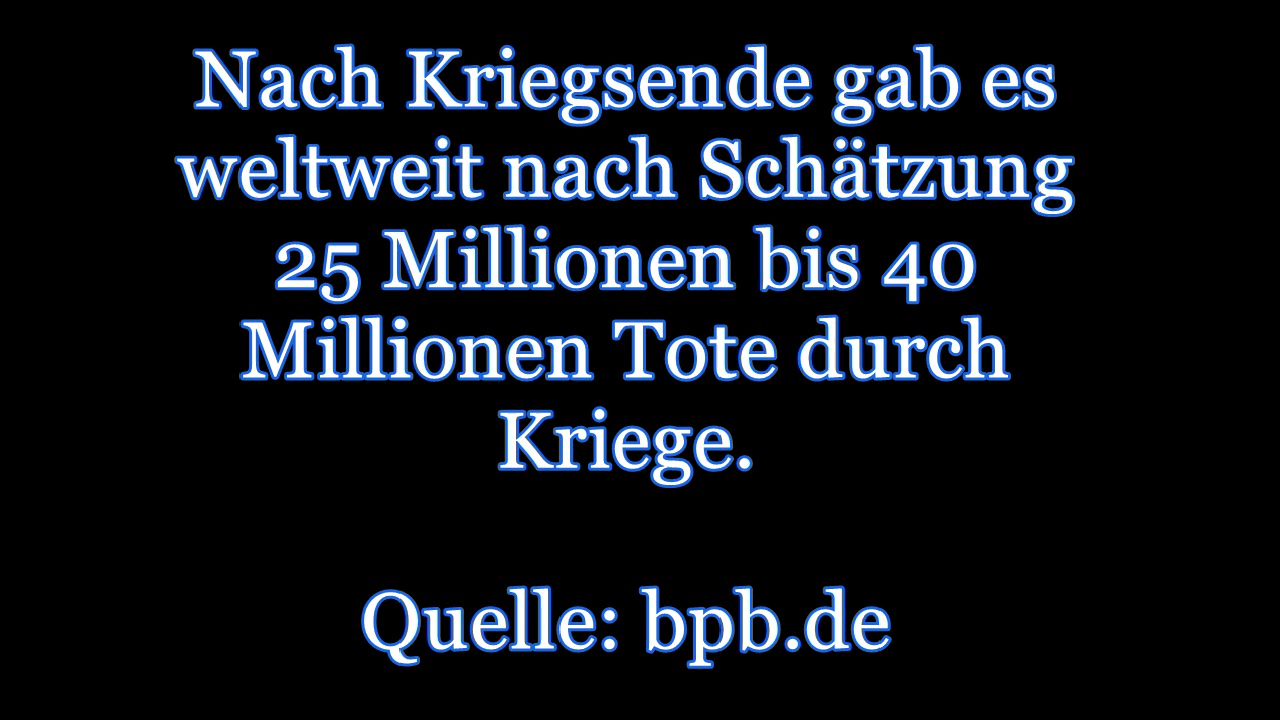 Nach Kriegsende gab es
weltweit nach Schätzung
25 Millionen bis 40
Millionen Tote durch
Kriege.
Quelle: bpb.de